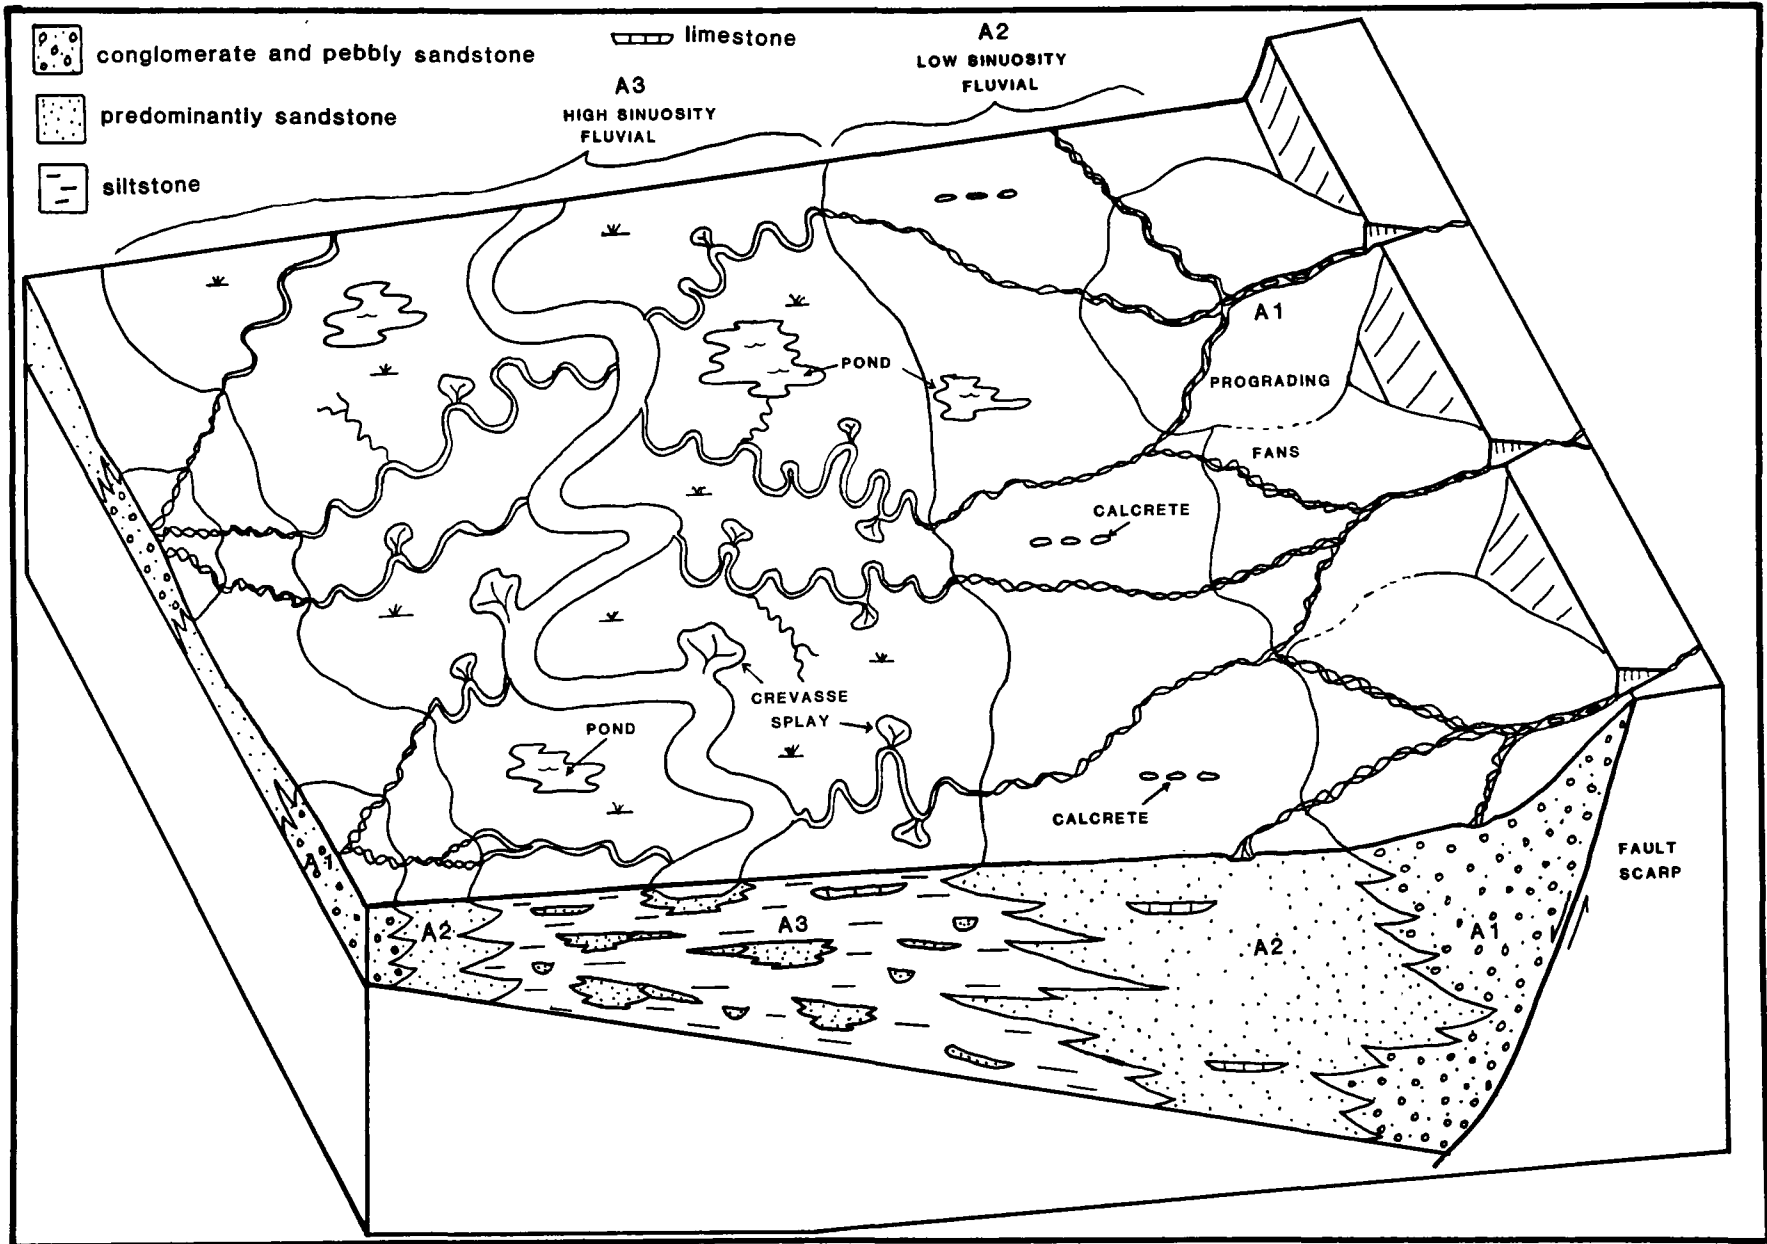 conglomerate and pebbly sandstone
limestone
predominantly sandstone
siltstone
A3
HIGH SINUOSITY
FLUVIAL
A2
LOW SINUOSITY
FLUVIAL
A1
PROGRADING
FANS
POND
CALCRETE
CREVASSE
SPLAY
POND
CALCRETE
FAULT
SCARP
A1
A2
A3
A2
A1